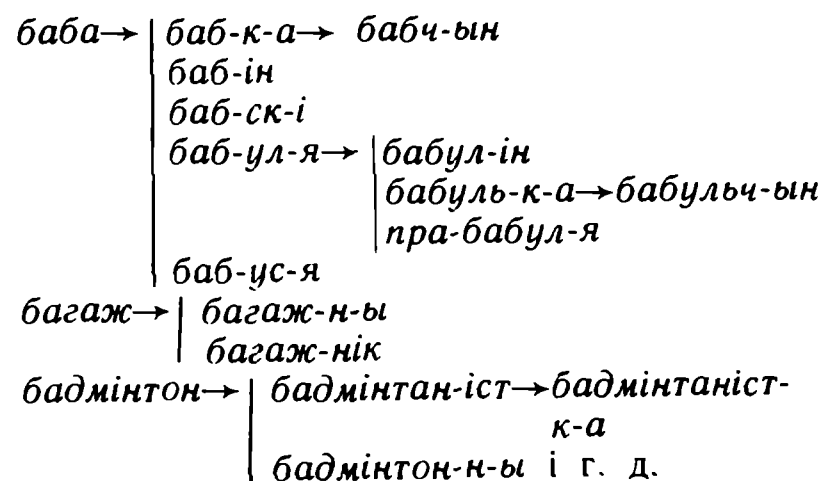 баба→ | баб-к-а→ бабч-ын
баб-ін
баб-ск-і
баб-ул-я→ | бабул-ін
бабуль-к-а→бабульч-ын
пра-бабул-я
баб-ус-я
багаж→ | багаж-н-ы
багаж-нік
бадмінтон→ | бадмінтан-іст→бадмінтаніст-
к-а
бадмінтон-н-ы і г. д.